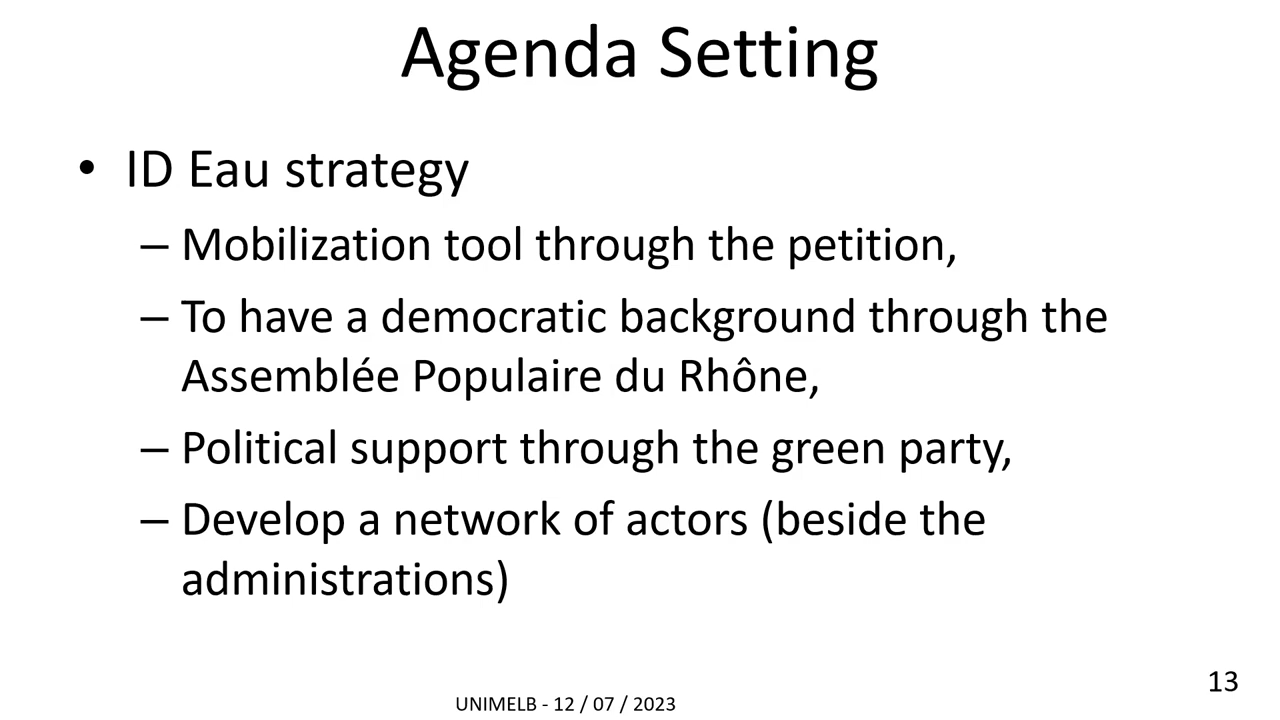 Agenda Setting
• ID Eau strategy
– Mobilization tool through the petition,
– To have a democratic background through the
Assemblée Populaire du Rhône,
– Political support through the green party,
– Develop a network of actors (beside the
administrations)
13
UNIMELB - 12 / 07 / 2023